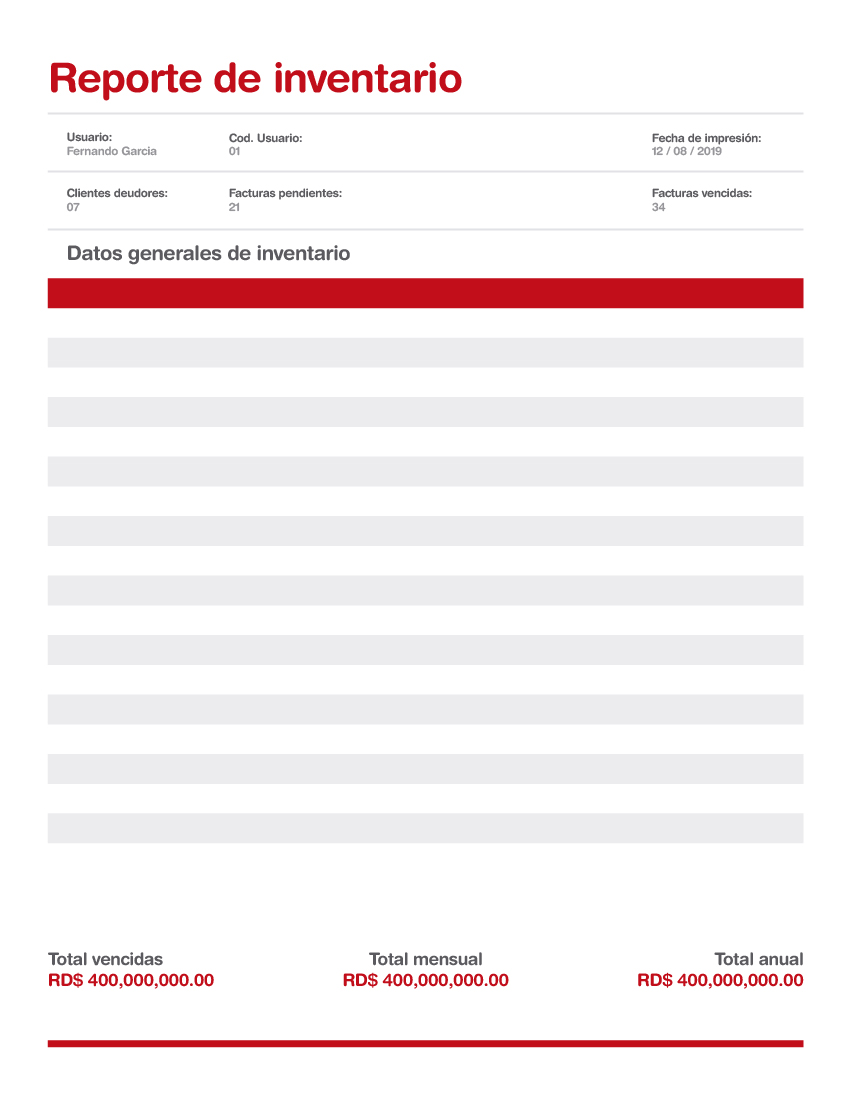 Reporte de inventario
Usuario: Cod. Usuario: Fecha de impresión:
Fernando Garcia 01 12 / 08 / 2019
Clientes deudores: Facturas pendientes: Facturas vencidas:
07 21 34
Datos generales de inventario
Total vencidas Total mensual Total anual
RD$ 400,000,000.00 RD$ 400,000,000.00 RD$ 400,000,000.00